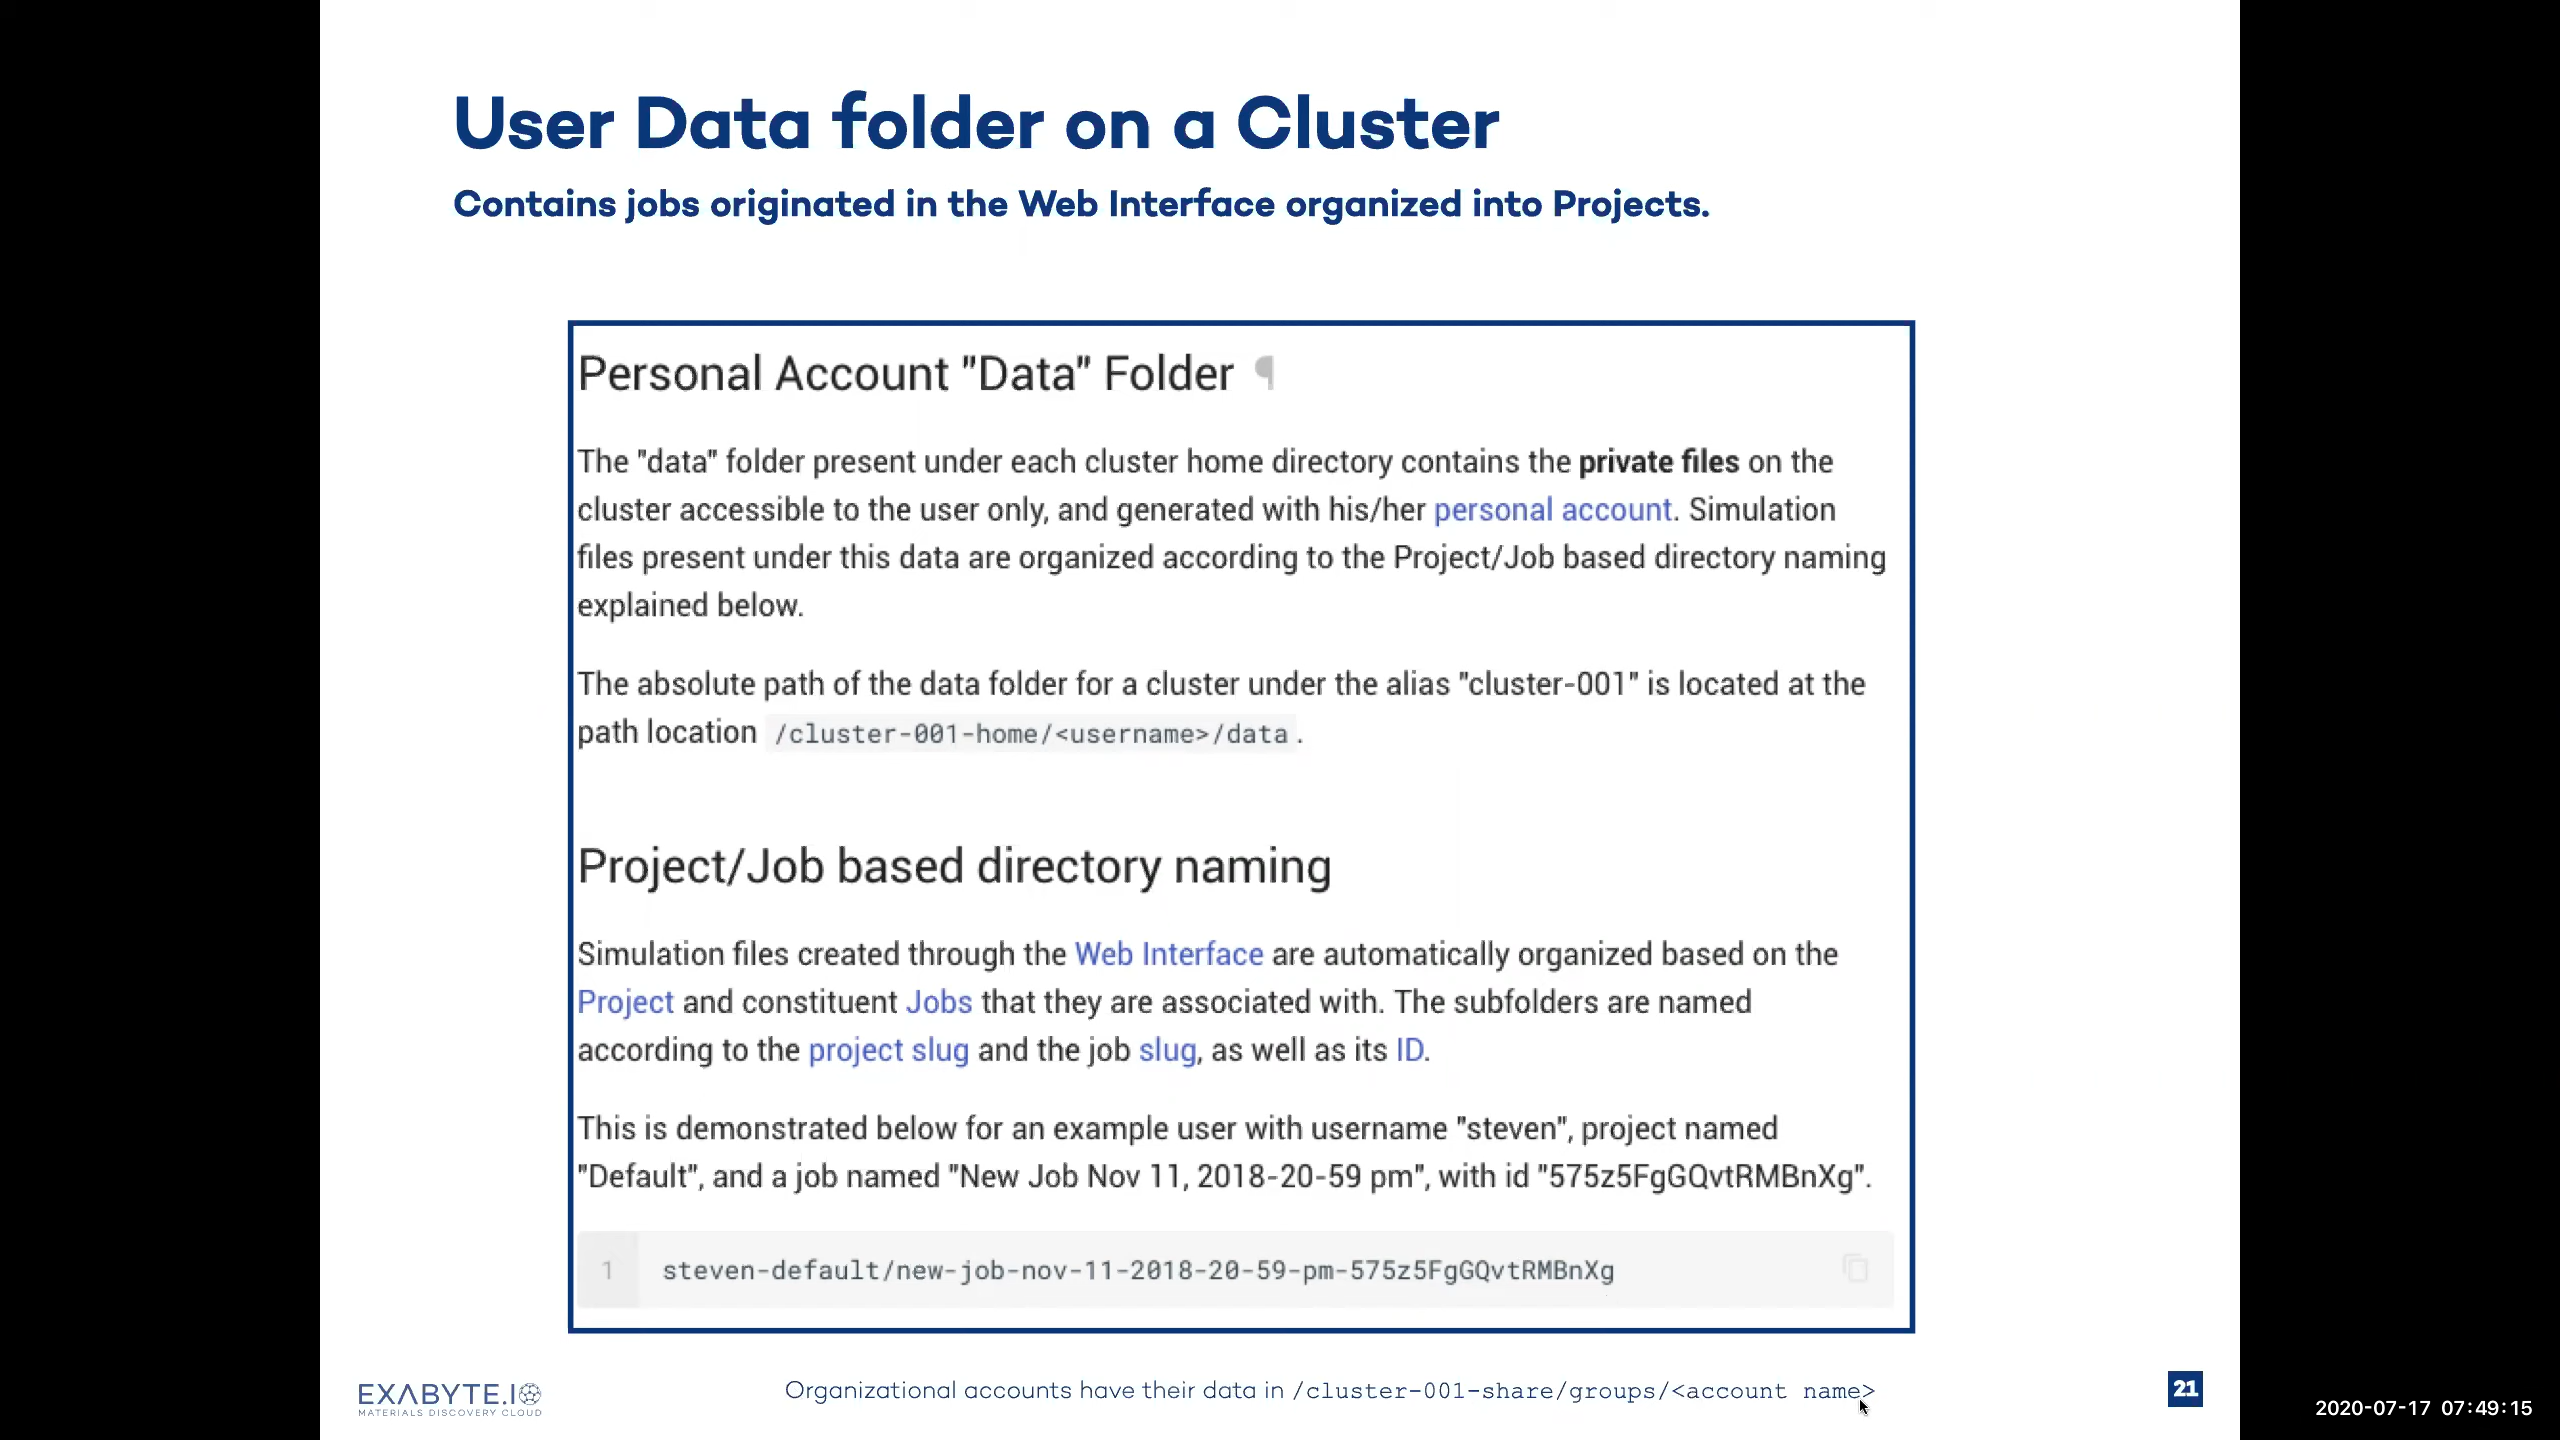 User Data folder on a Cluster
Contains jobs originated in the Web Interface organized into Projects.
Personal Account "Data" Folder ¶
The "data" folder present under each cluster home directory contains the private files on the
cluster accessible to the user only, and generated with his/her personal account. Simulation
files present under this data are organized according to the Project/Job based directory naming
explained below.
The absolute path of the data folder for a cluster under the alias "cluster-001" is located at the
path location /cluster-001-home/<username>/data.
Project/Job based directory naming
Simulation files created through the Web Interface are automatically organized based on the
Project and constituent Jobs that they are associated with. The subfolders are named
according to the project slug and the job slug, as well as its ID.
This is demonstrated below for an example user with username "steven", project named
"Default", and a job named "New Job Nov 11, 2018-20-59 pm", with id "575z5FgGQvtRMBnXg".
1 steven-default/new-job-nov-11-2018-20-59-pm-575z5FgGQvtRMBnXg
EXABYTE.IO
MATERIALS DISCOVERY CLOUD
Organizational accounts have their data in /cluster-001-share/groups/<account name>
21
2020-07-17 07:49:15